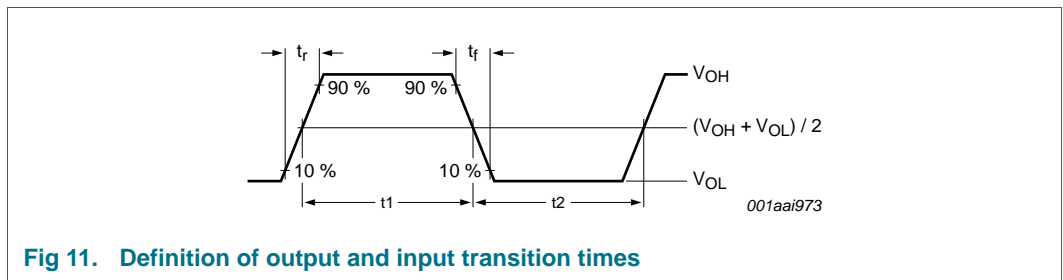 tr tf
VOH
90 % 90 %
(VOH + VOL) / 2
10 % 10 %
VOL
t1 t2
001aai973
Fig 11. Definition of output and input transition times